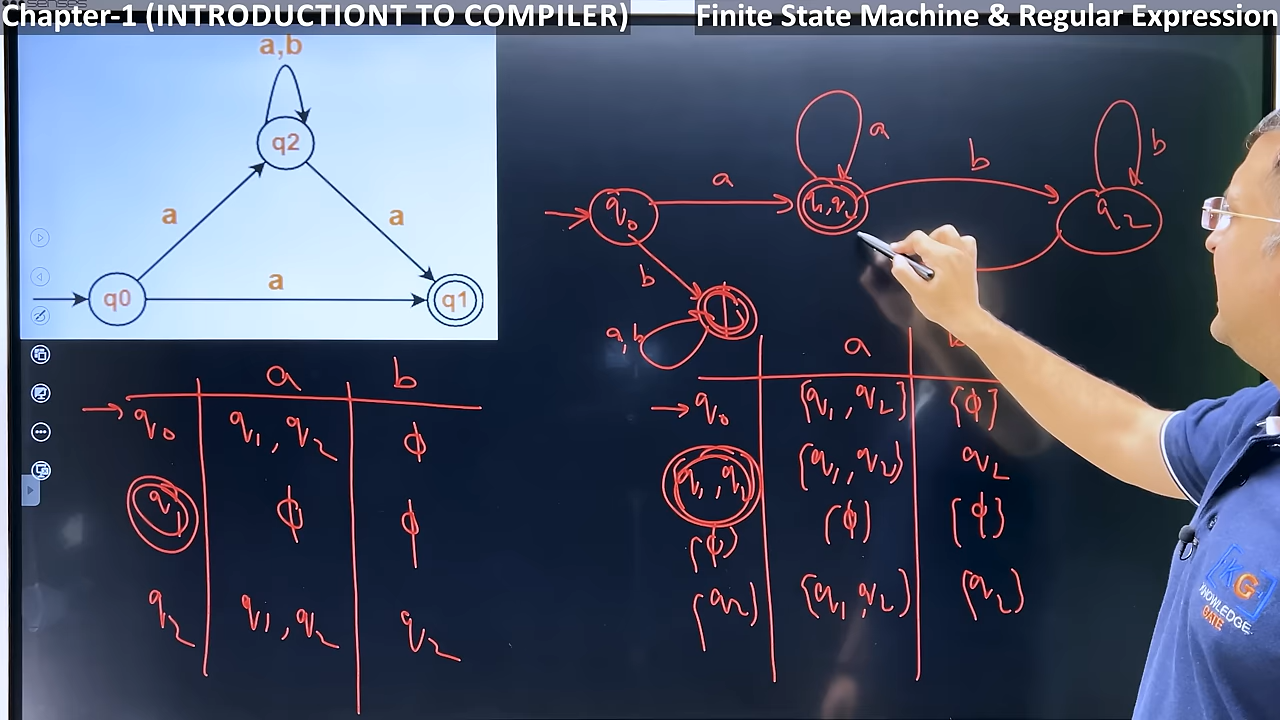 Chapter-1 (INTRODUCTIONT TO COMPILER)
Finite State Machine & Regular Expression
a,b
q2
a
a
q0
a
q1
a
b
a
b
q0
q1,q2
q2
b
a,b
ϕ
a b
→ q0 q1, q2 ϕ
q1 ϕ ϕ
q2 q1, q2 q2
a
→ q0 {q1, q2} {ϕ}
q1, q2 {q1, q2} q2
{ϕ} {ϕ} {ϕ}
{q2} {q1, q2} {q2}
KG
KNOWLEDGE
GATE